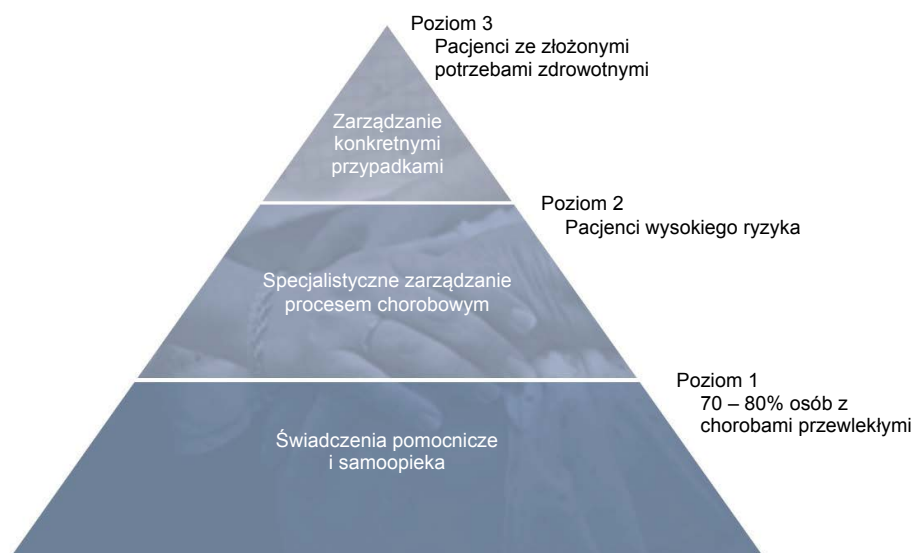 Poziom 3
Pacjenci ze złożonymi
potrzebami zdrowotnymi
Zarządzanie
konkretnymi
przypadkami
Poziom 2
Pacjenci wysokiego ryzyka
Specjalistyczne zarządzanie
procesem chorobowym
Poziom 1
70 – 80% osób z
chorobami przewlekłymi
Świadczenia pomocnicze
i samoopieka